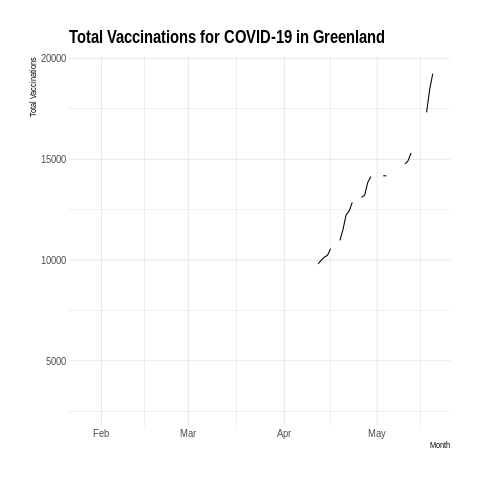 Total Vaccinations for COVID-19 in Greenland
Total Vaccinations
20000
15000
10000
5000
Feb Mar Apr May
Month